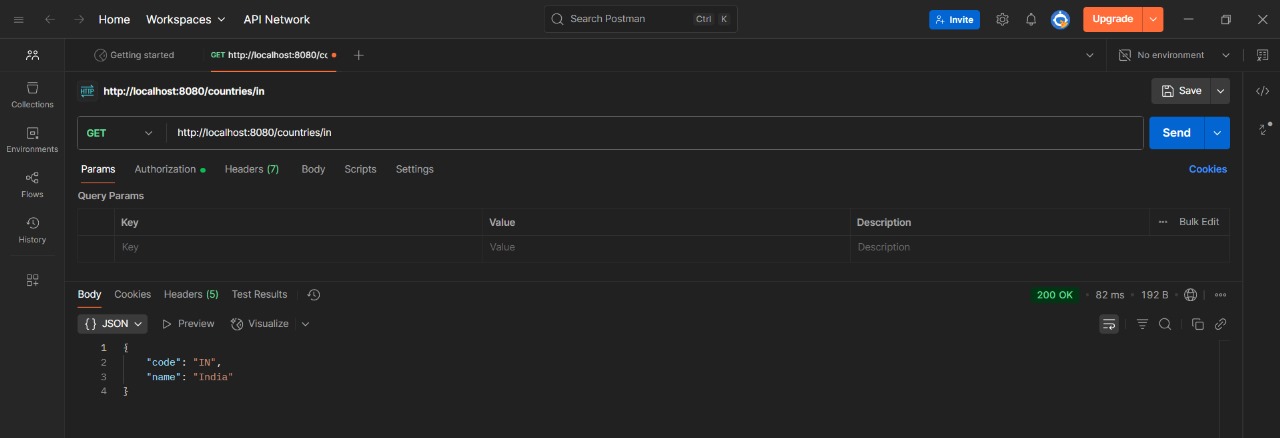 Home Workspaces API Network Search Postman Ctrl K Invite Upgrade
Getting started GET http://localhost:8080/cc No environment
HTTP http://localhost:8080/countries/in Save
Collections
GET http://localhost:8080/countries/in Send
Environments
Params Authorization Headers (7) Body Scripts Settings Cookies
Flows
Query Params
Key Value Description Bulk Edit
History
Key Value Description
Body Cookies Headers (5) Test Results 200 OK • 82 ms • 192 B
{} JSON Preview Visualize
1 {
2 "code": "IN",
3 "name": "India"
4 }